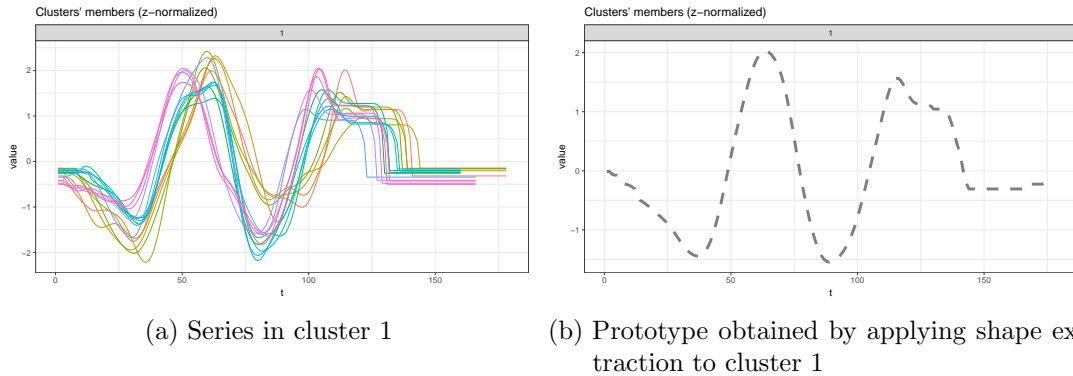 Clusters' members (z-normalized)
1
value
2
1
0
−1
−2
0
50
100
150
t
(a) Series in cluster 1
Clusters' members (z-normalized)
1
value
2
1
0
−1
0
50
100
150
t
(b) Prototype obtained by applying shape ex
traction to cluster 1